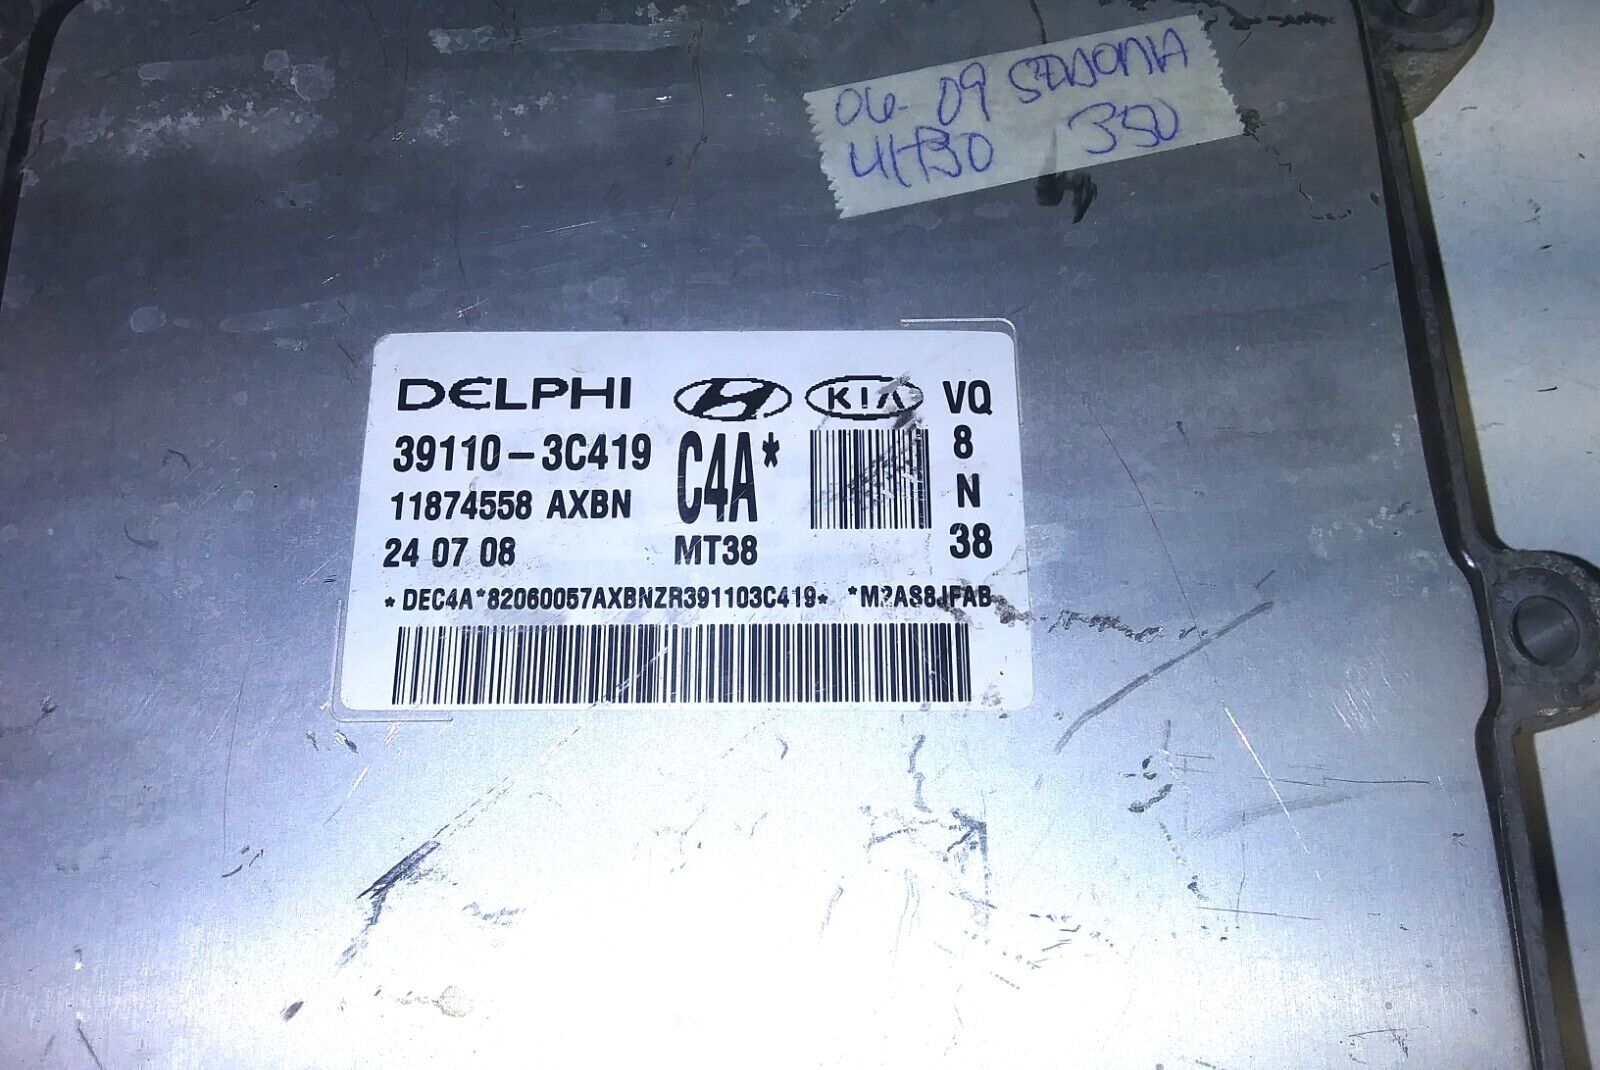 06-09 SEDONA
350
DELPHI KIA VQ
39110-3C419 C4A* 8
11874558 AXBN N
24 07 08 MT38 38
*DEC4A*82060057AXBNZR391103C419*